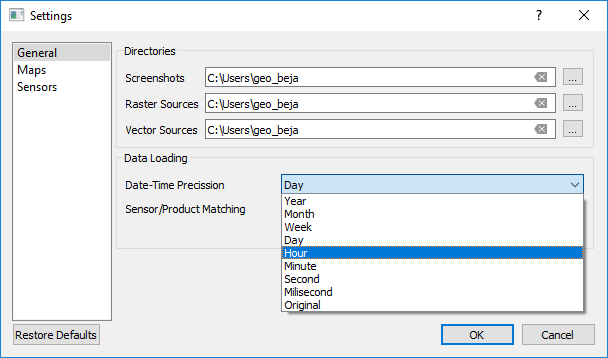 Settings
?
General
Maps
Sensors
Directories
Screenshots C:\Users\geo_beja ...
Raster Sources C:\Users\geo_beja ...
Vector Sources C:\Users\geo_beja ...
Data Loading
Date-Time Precission Day
Sensor/Product Matching
Year
Month
Week
Day
Hour
Minute
Second
Milisecond
Original
Restore Defaults
OK
Cancel